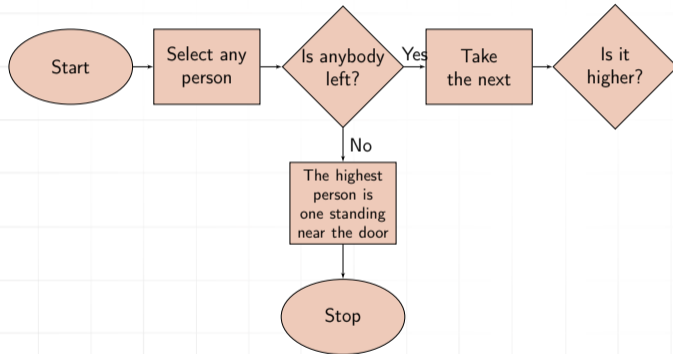 Start
Select any
person
Is anybody
left?
Yes
Take
the next
Is it
higher?
No
The highest
person is
one standing
near the door
Stop